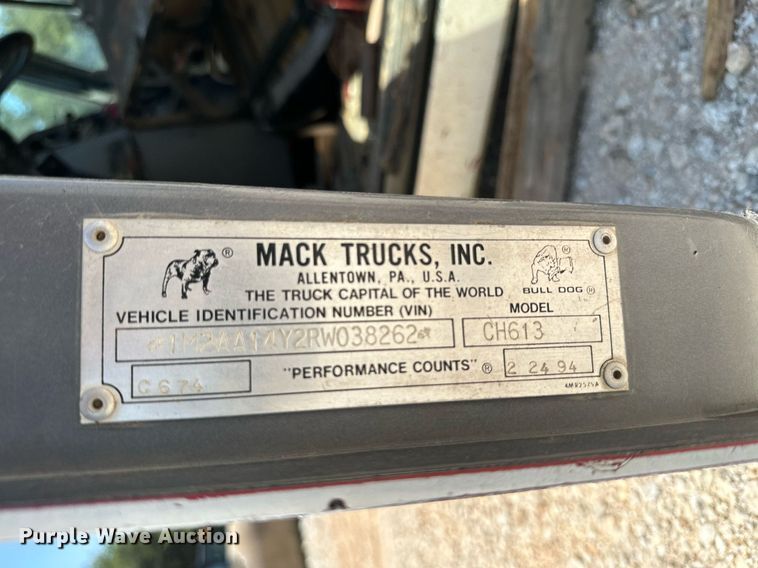 MACK TRUCKS, INC.
ALLENTOWN, PA., U.S.A.
THE TRUCK CAPITAL OF THE WORLD
® ® BULL DOG ®
VEHICLE IDENTIFICATION NUMBER (VIN) MODEL
1M2AA14Y2RW038262 CH613
C 674 "PERFORMANCE COUNTS" ® 2 24 94
Purple Wave Auction